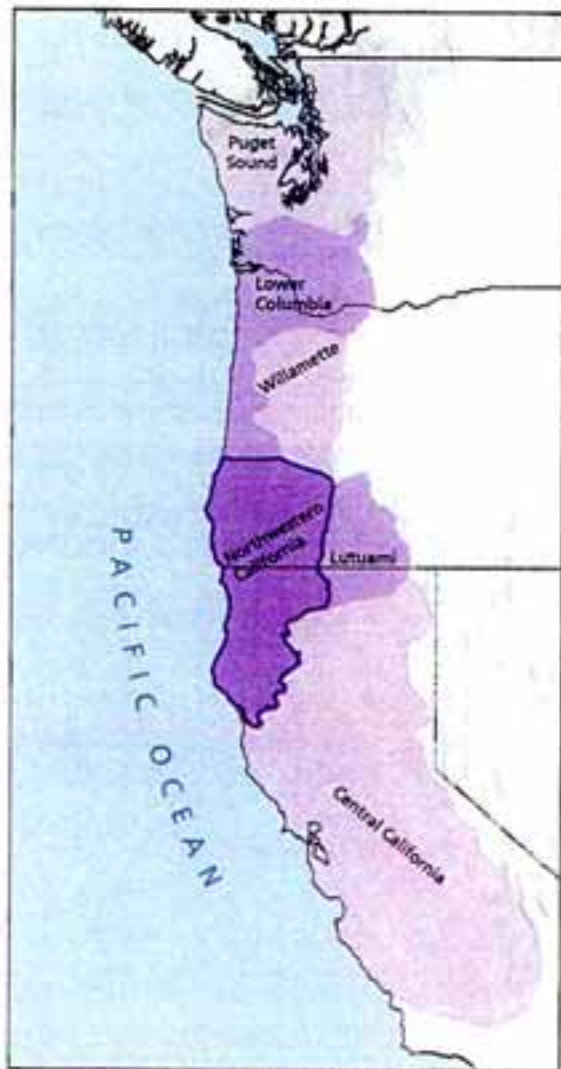 Puget
Sound
Lower
Columbia
Willamette
Northwestern
California
Lutuami
PACIFIC OCEAN
Central California